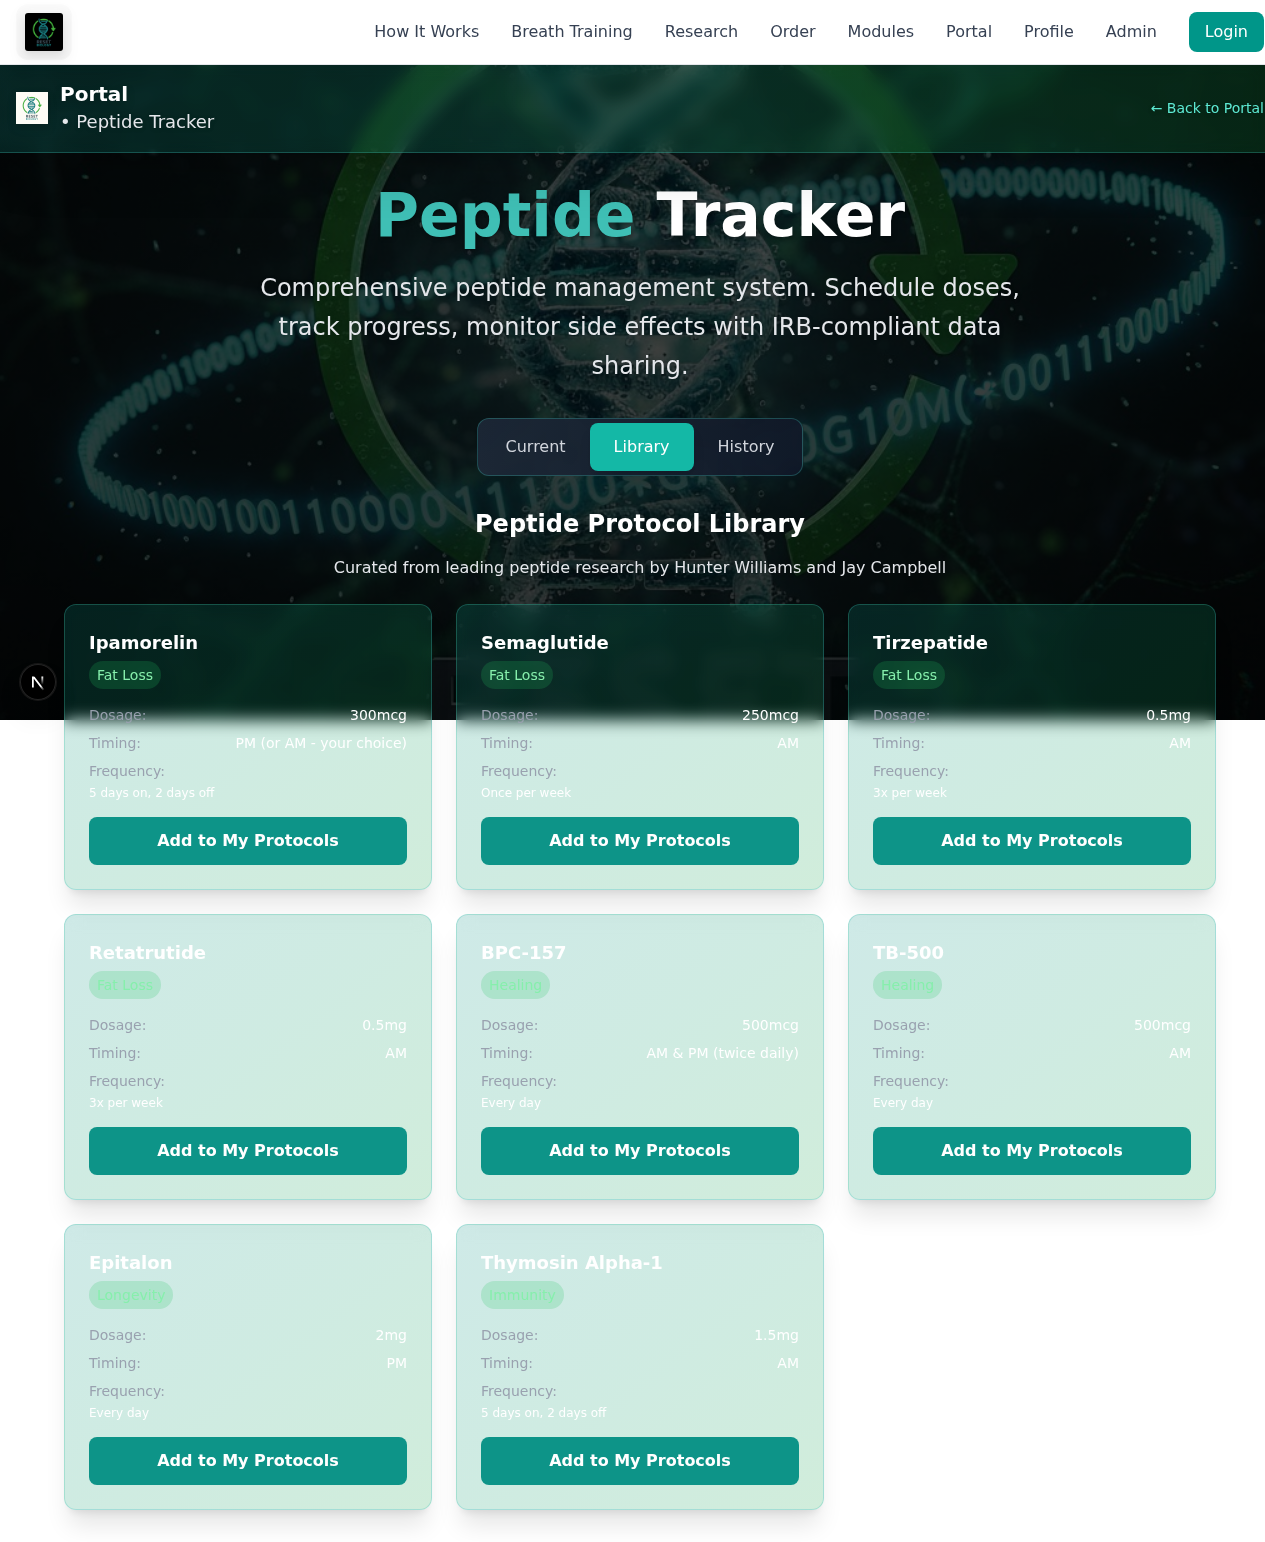 How It Works
Breath Training
Research
Order
Modules
Portal
Profile
Admin
Login
Portal
• Peptide Tracker
← Back to Portal
Peptide Tracker
Comprehensive peptide management system. Schedule doses,
track progress, monitor side effects with IRB-compliant data
sharing.
Current
Library
History
Peptide Protocol Library
Curated from leading peptide research by Hunter Williams and Jay Campbell
Ipamorelin
Fat Loss
Dosage: 300mcg
Timing: PM (or AM - your choice)
Frequency:
5 days on, 2 days off
Add to My Protocols
Semaglutide
Fat Loss
Dosage: 250mcg
Timing: AM
Frequency:
Once per week
Add to My Protocols
Tirzepatide
Fat Loss
Dosage: 0.5mg
Timing: AM
Frequency:
3x per week
Add to My Protocols
Retatrutide
Fat Loss
Dosage: 0.5mg
Timing: AM
Frequency:
3x per week
Add to My Protocols
BPC-157
Healing
Dosage: 500mcg
Timing: AM & PM (twice daily)
Frequency:
Every day
Add to My Protocols
TB-500
Healing
Dosage: 500mcg
Timing: AM
Frequency:
Every day
Add to My Protocols
Epitalon
Longevity
Dosage: 2mg
Timing: PM
Frequency:
Every day
Add to My Protocols
Thymosin Alpha-1
Immunity
Dosage: 1.5mg
Timing: AM
Frequency:
5 days on, 2 days off
Add to My Protocols